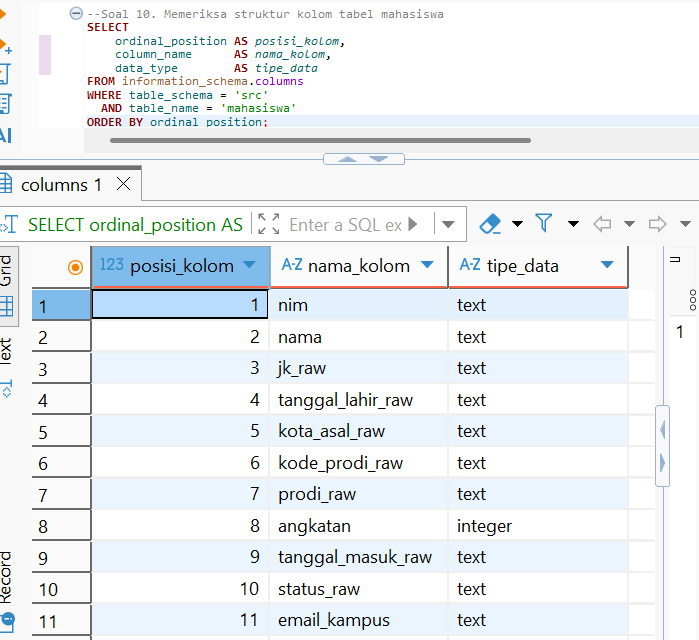 --Soal 10. Memeriksa struktur kolom tabel mahasiswa
SELECT
ordinal_position AS posisi_kolom,
column_name AS nama_kolom,
data_type AS tipe_data
FROM information_schema.columns
WHERE table_schema = 'src'
AND table_name = 'mahasiswa'
ORDER BY ordinal_position;
AI
columns 1
SELECT ordinal_position AS
Enter a SQL ex
Grid
Text
Record
123 posisi_kolom A-Z nama_kolom A-Z tipe_data
1 1 nim text
2 2 nama text
3 3 jk_raw text
4 4 tanggal_lahir_raw text
5 5 kota_asal_raw text
6 6 kode_prodi_raw text
7 7 prodi_raw text
8 8 angkatan integer
9 9 tanggal_masuk_raw text
10 10 status_raw text
11 11 email_kampus text
1